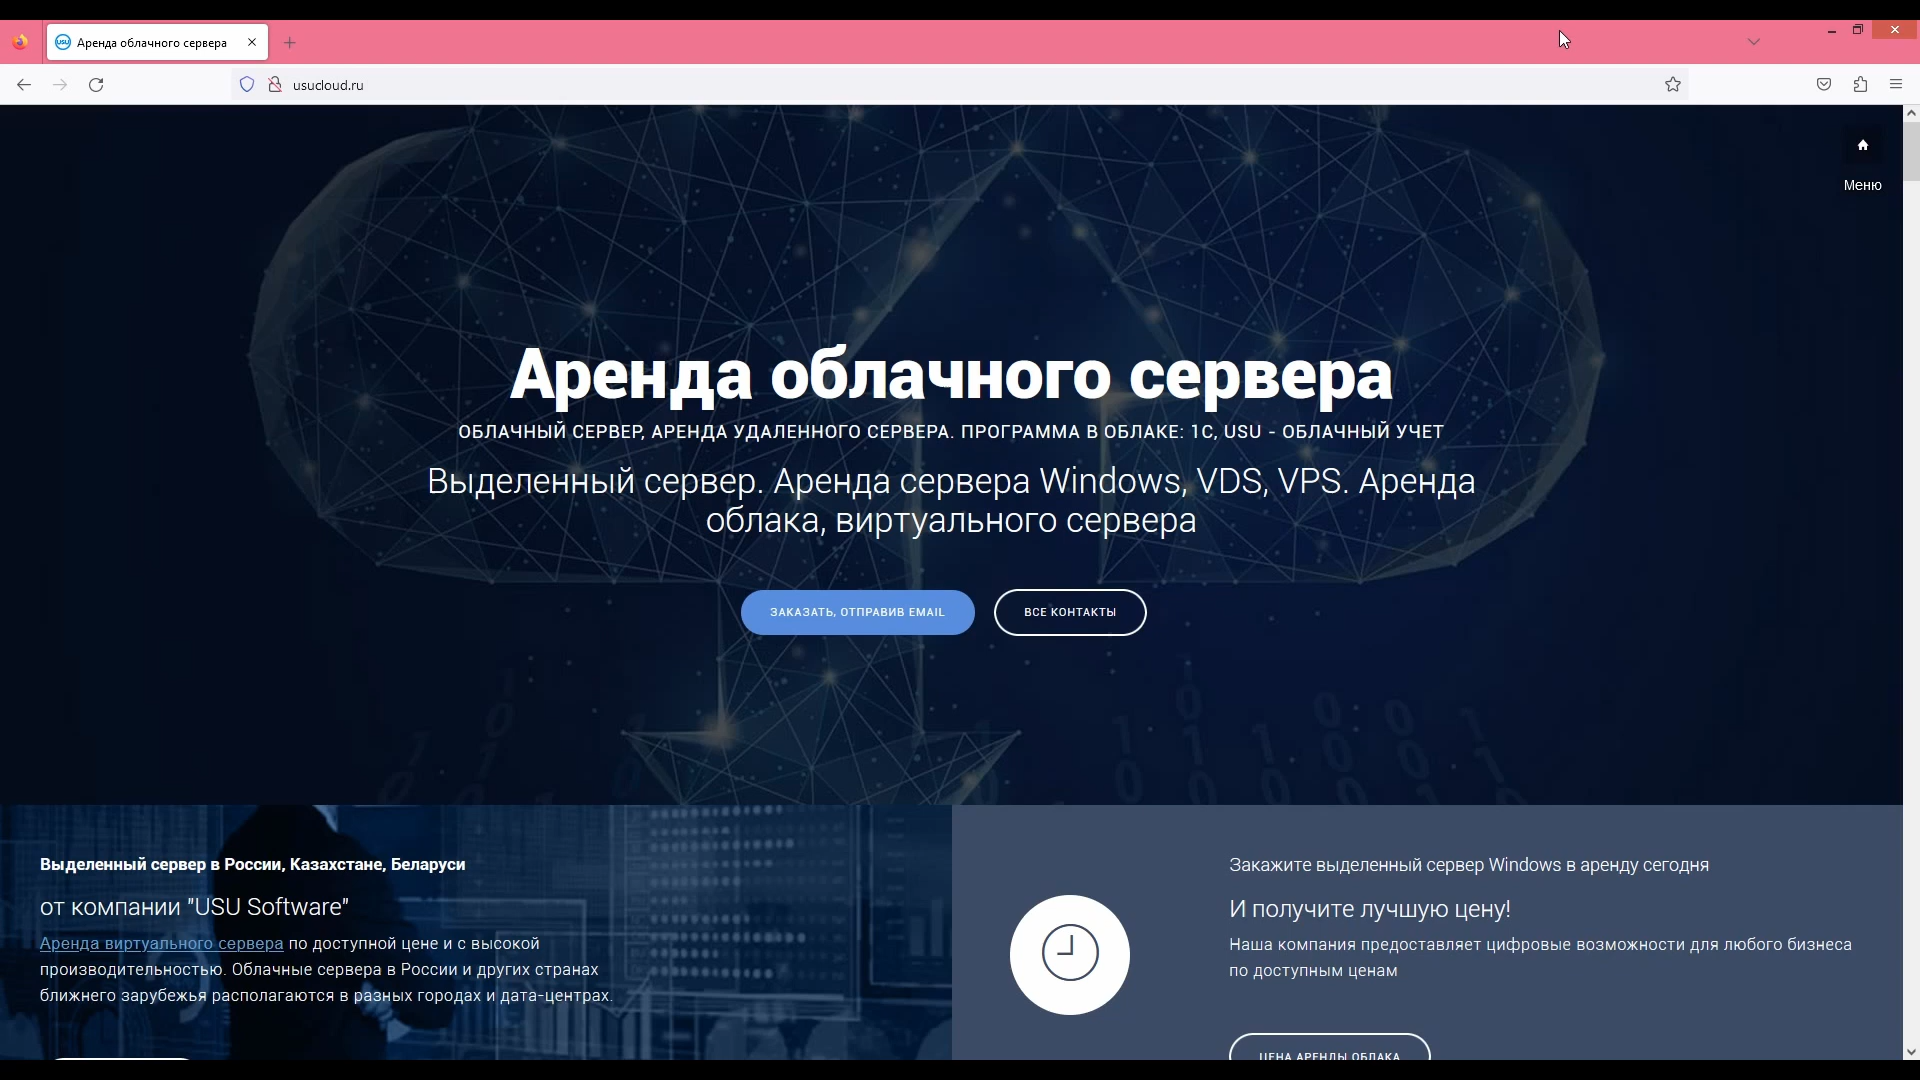 Аренда облачного сервера
usucloud.ru
Меню
Аренда облачного сервера
ОБЛАЧНЫЙ СЕРВЕР, АРЕНДА УДАЛЕННОГО СЕРВЕРА. ПРОГРАММА В ОБЛАКЕ: 1С, USU - ОБЛАЧНЫЙ УЧЕТ
Выделенный сервер. Аренда сервера Windows, VDS, VPS. Аренда
облака, виртуального сервера
ЗАКАЗАТЬ, ОТПРАВИВ EMAIL
ВСЕ КОНТАКТЫ
Выделенный сервер в России, Казахстане, Беларуси
от компании "USU Software"
Аренда виртуального сервера по доступной цене и с высокой
производительностью. Облачные сервера в России и других странах
ближнего зарубежья располагаются в разных городах и дата-центрах.
Закажите выделенный сервер Windows в аренду сегодня
И получите лучшую цену!
Наша компания предоставляет цифровые возможности для любого бизнеса
по доступным ценам
ЦЕНА АРЕНДЫ ОБЛАКА